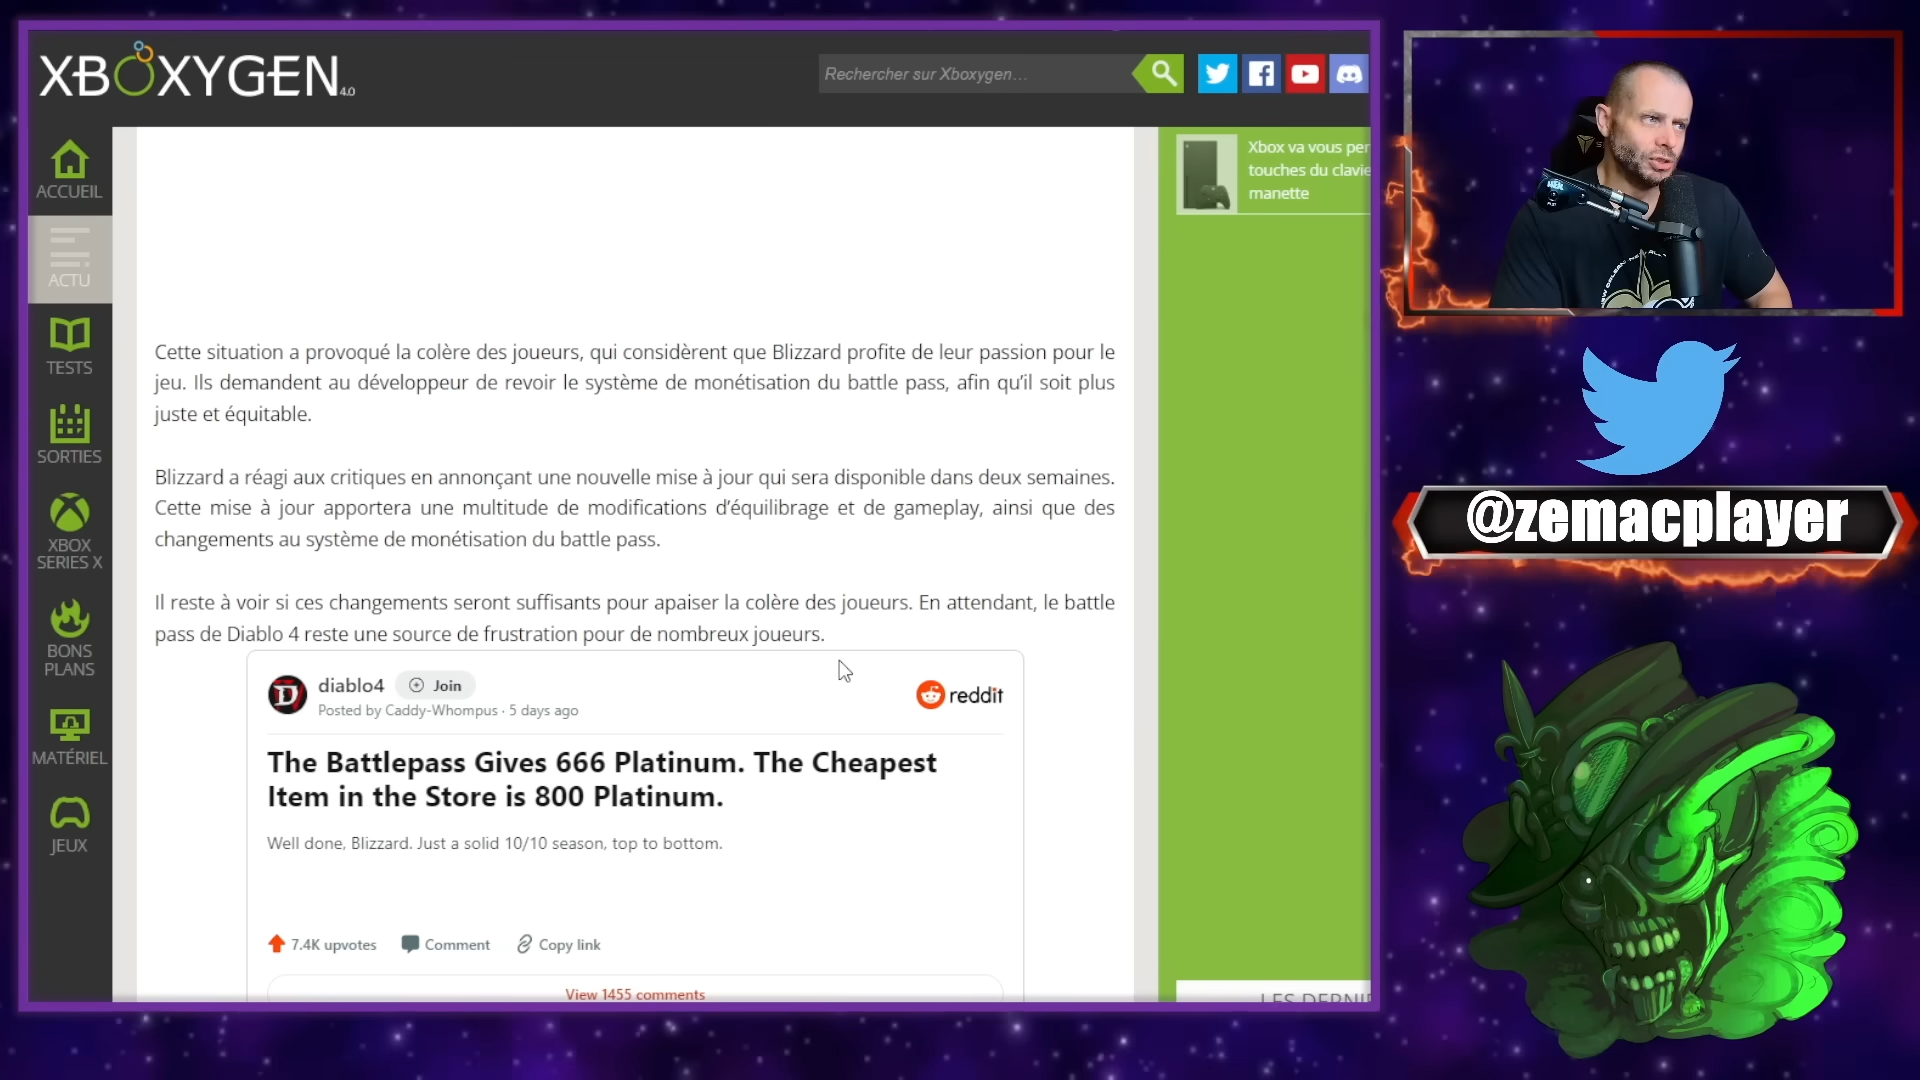 XBOXYGEN 4.0
Rechercher sur Xboxygen...
ACCUEIL
ACTU
TESTS
SORTIES
XBOX
SERIES X
BONS
PLANS
MATÉRIEL
JEUX
Cette situation a provoqué la colère des joueurs, qui considèrent que Blizzard profite de leur passion pour le
jeu. Ils demandent au développeur de revoir le système de monétisation du battle pass, afin qu'il soit plus
juste et équitable.
Blizzard a réagi aux critiques en annonçant une nouvelle mise à jour qui sera disponible dans deux semaines.
Cette mise à jour apportera une multitude de modifications d'équilibrage et de gameplay, ainsi que des
changements au système de monétisation du battle pass.
Il reste à voir si ces changements seront suffisants pour apaiser la colère des joueurs. En attendant, le battle
pass de Diablo 4 reste une source de frustration pour de nombreux joueurs.
diablo4 Join
Posted by Caddy-Whompus · 5 days ago
reddit
The Battlepass Gives 666 Platinum. The Cheapest
Item in the Store is 800 Platinum.
Well done, Blizzard. Just a solid 10/10 season, top to bottom.
7.4K upvotes Comment Copy link
View 1455 comments
Xbox va vous per
touches du clavie
manette
LES DERNIE
@zemacplayer